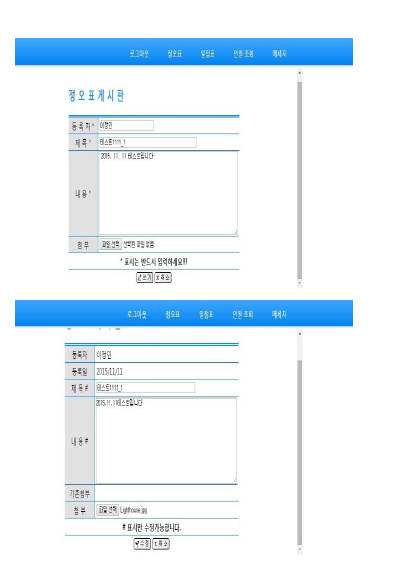 로그아웃 정오표 일정표 인원 조회 메세지
정 오 표 게 시 판
등 록 자 * 이정민
제 목 * 테스트1111_1
2015. 11. 11 테스트입니다
내 용 *
첨 부 파일 선택 선택된 파일 없음
* 표시는 반드시 입력하세요!!!
쓰기 취소
로그아웃 정오표 일정표 인원 조회 메세지
등록자 이정민
등록일 2015/11/11
제 목 # 테스트1111_1
2015.11.11테스트입니다
내 용 #
기존첨부
첨 부 파일 선택 Lighthouse.jpg
# 표시만 수정가능합니다.
수정 취소